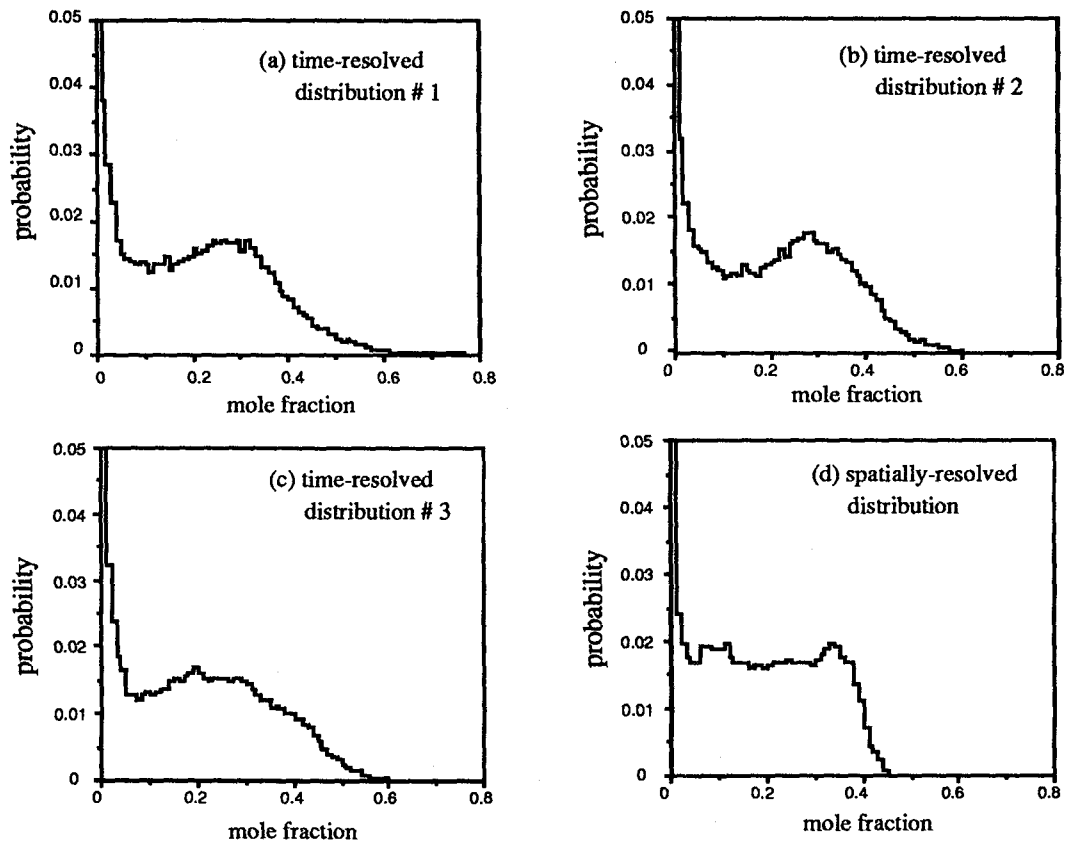 0.05
0.04
0.03
0.02
0.01
0
probability
(a) time-resolved
distribution # 1
0
0.2
0.4
0.6
0.8
mole fraction
0.05
0.04
0.03
0.02
0.01
0
probability
(b) time-resolved
distribution # 2
0
0.2
0.4
0.6
0.8
mole fraction
0.05
0.04
0.03
0.02
0.01
0
probability
(c) time-resolved
distribution # 3
0
0.2
0.4
0.6
0.8
mole fraction
0.05
0.04
0.03
0.02
0.01
0
probability
(d) spatially-resolved
distribution
0
0.2
0.4
0.6
0.8
mole fraction